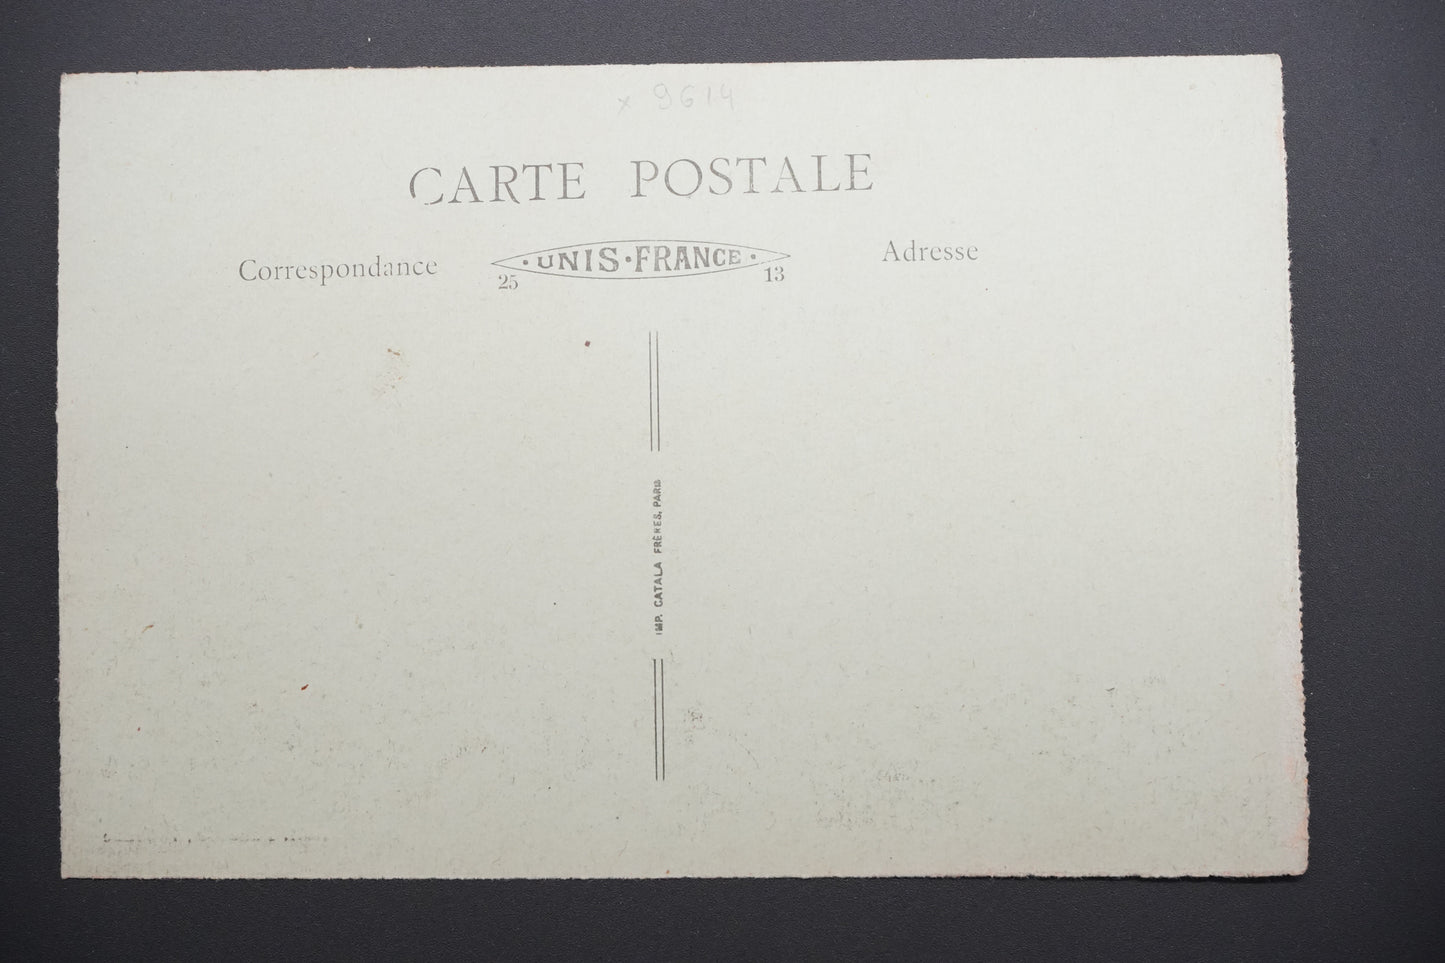 x 9614
CARTE POSTALE
Correspondance
·UNIS·FRANCE·
25 13
Adresse
IMP. CATALA FRÈRES, PARIS